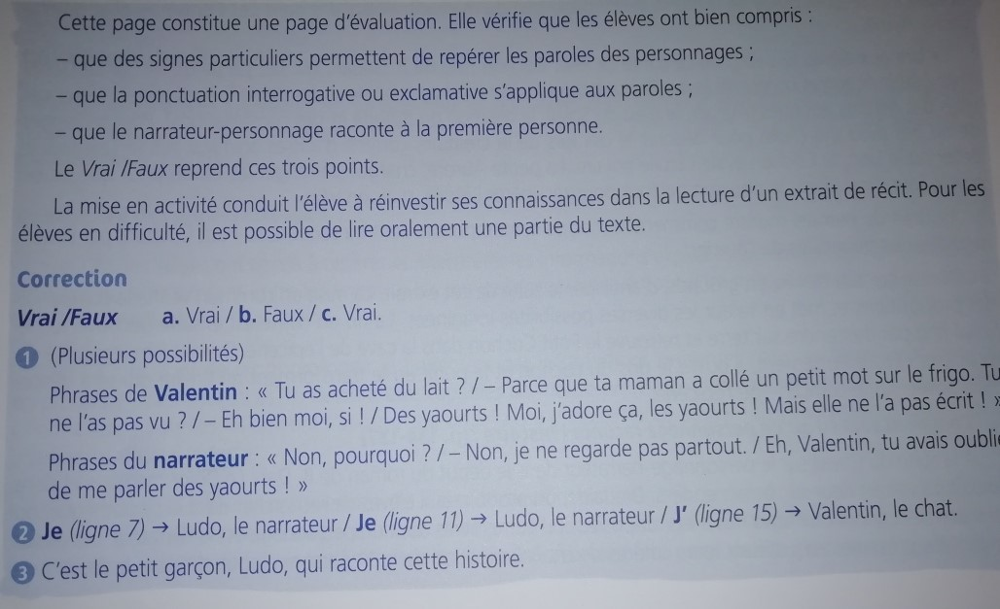 Cette page constitue une page d'évaluation. Elle vérifie que les élèves ont bien compris :
– que des signes particuliers permettent de repérer les paroles des personnages ;
– que la ponctuation interrogative ou exclamative s'applique aux paroles ;
– que le narrateur-personnage raconte à la première personne.
Le Vrai /Faux reprend ces trois points.
La mise en activité conduit l'élève à réinvestir ses connaissances dans la lecture d'un extrait de récit. Pour les
élèves en difficulté, il est possible de lire oralement une partie du texte.
Correction
Vrai /Faux a. Vrai / b. Faux / c. Vrai.
1 (Plusieurs possibilités)
Phrases de Valentin : « Tu as acheté du lait ? / – Parce que ta maman a collé un petit mot sur le frigo. Tu
ne l'as pas vu ? / – Eh bien moi, si ! / Des yaourts ! Moi, j'adore ça, les yaourts ! Mais elle ne l'a pas écrit ! »
Phrases du narrateur : « Non, pourquoi ? / – Non, je ne regarde pas partout. / Eh, Valentin, tu avais oublié
de me parler des yaourts ! »
2 Je (ligne 7) → Ludo, le narrateur / Je (ligne 11) → Ludo, le narrateur / J' (ligne 15) → Valentin, le chat.
3 C'est le petit garçon, Ludo, qui raconte cette histoire.